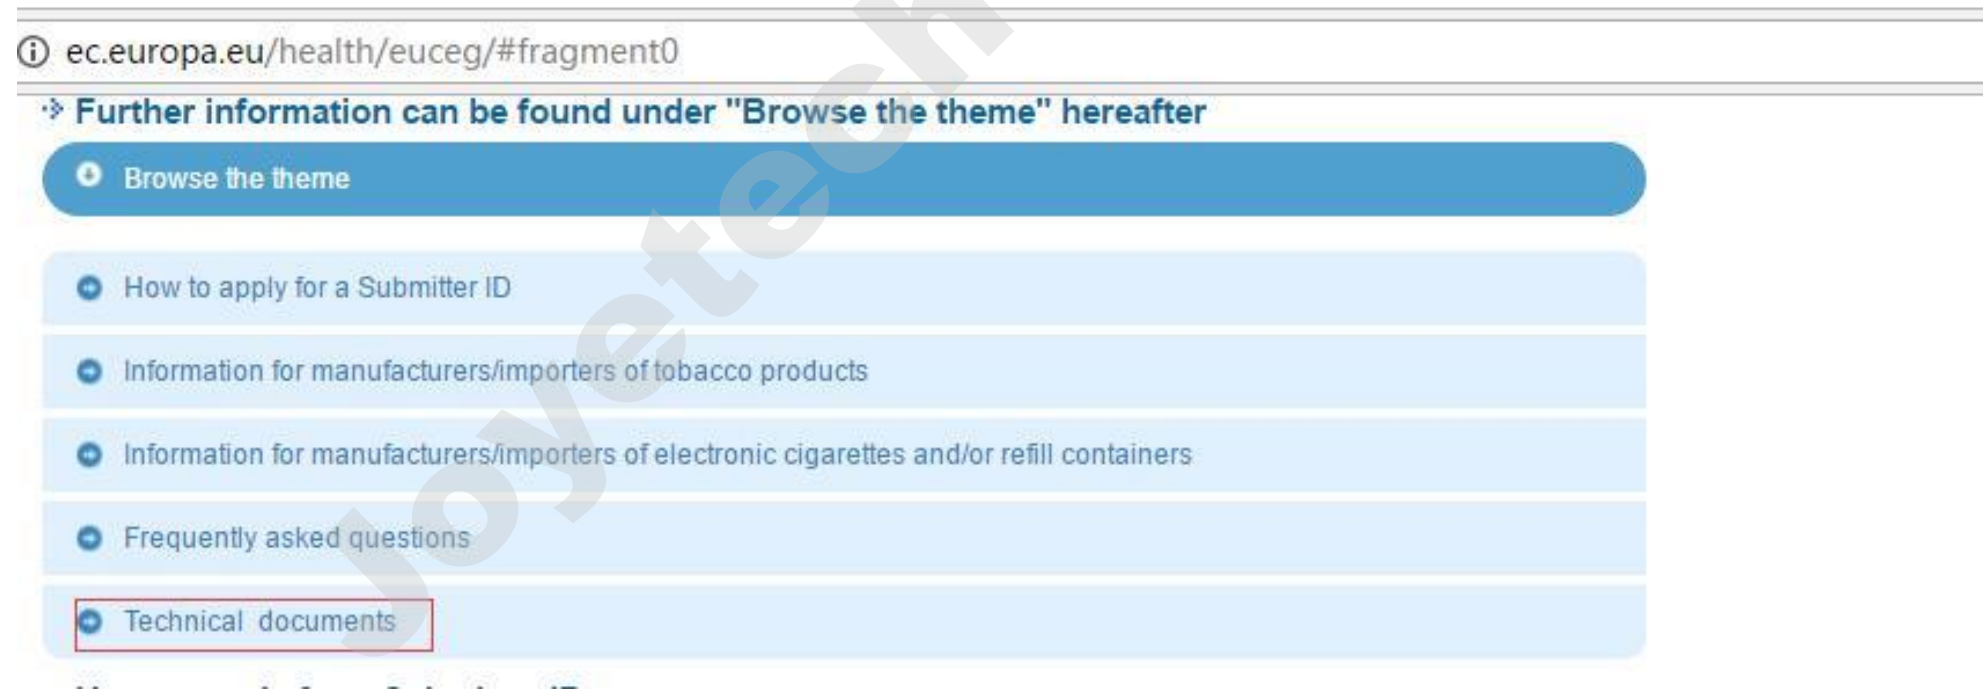 ec.europa.eu/health/euceg/#fragment0
Further information can be found under "Browse the theme" hereafter
Browse the theme
How to apply for a Submitter ID
Information for manufacturers/importers of tobacco products
Information for manufacturers/importers of electronic cigarettes and/or refill containers
Frequently asked questions
Technical documents
Joyetech